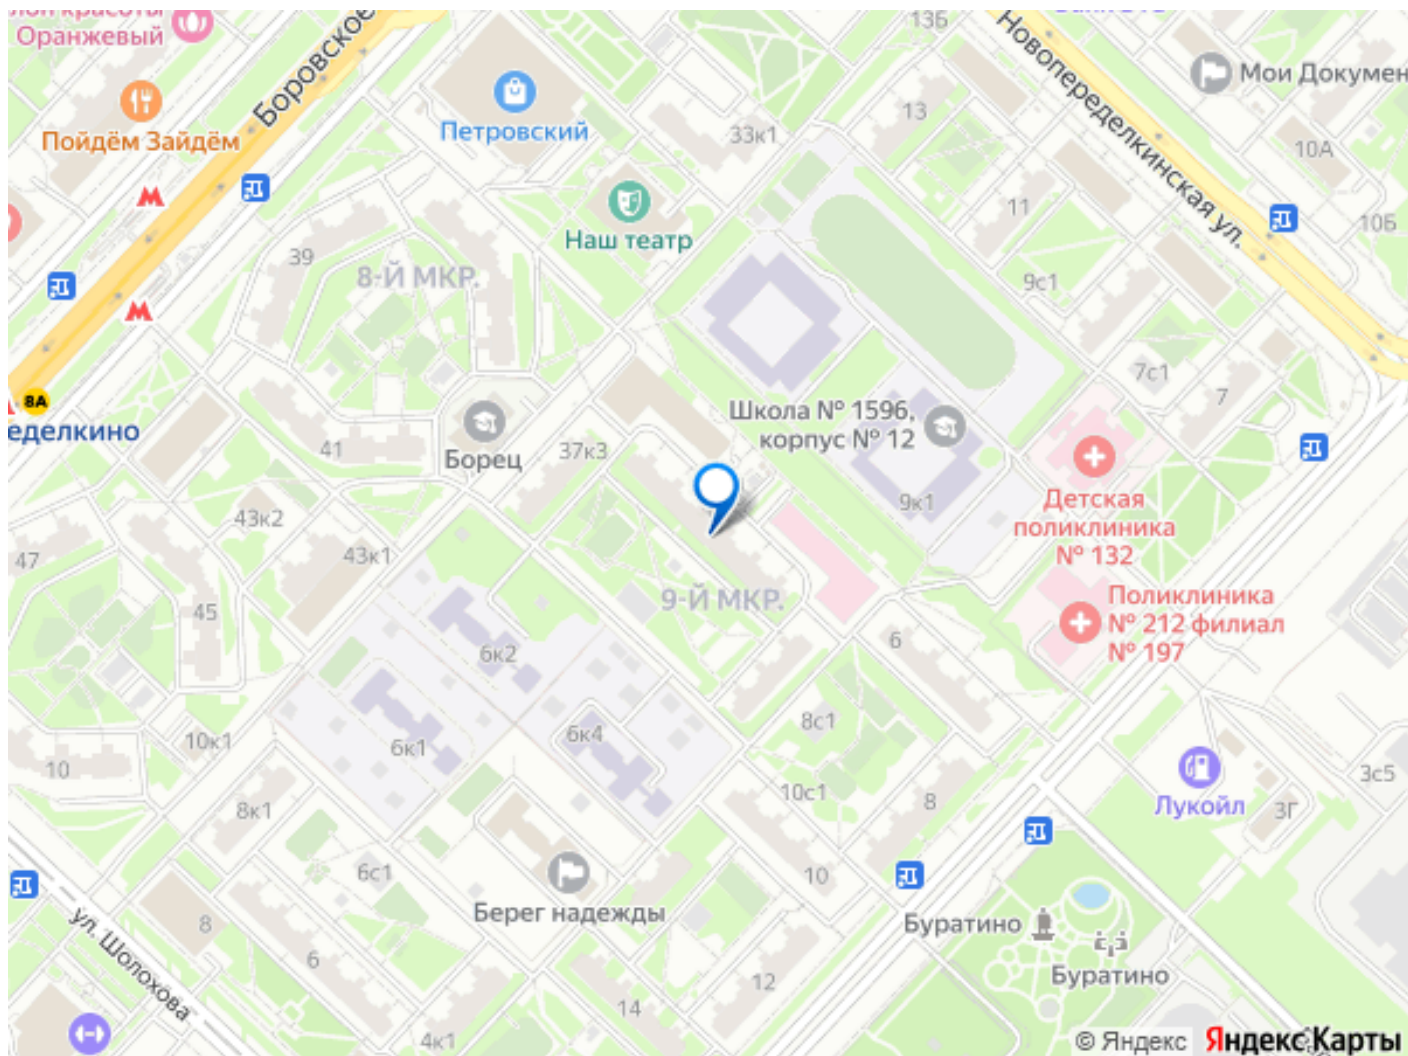 Оранжевый
Боровское
Пойдём Зайдём
Петровский
33к1
13Б
13
Новопеределкинская ул.
Мои Докумен
10А
10Б
11
9с1
Наш театр
39
8-Й МКР.
8А
еделкино
41
Борец
37к3
Школа № 1596,
корпус № 12
9к1
7с1
7
Детская
поликлиника
№ 132
43к2
43к1
47
45
9-Й МКР.
Поликлиника
№ 212 филиал
№ 197
6
6к2
6к1
6к4
8с1
10к1
10
8к1
10с1
8
Лукойл
3с5
3Г
6с1
10
Берег надежды
8
ул. Шолохова
6
12
14
4к1
Буратино
Буратино
© Яндекс Яндекс Карты